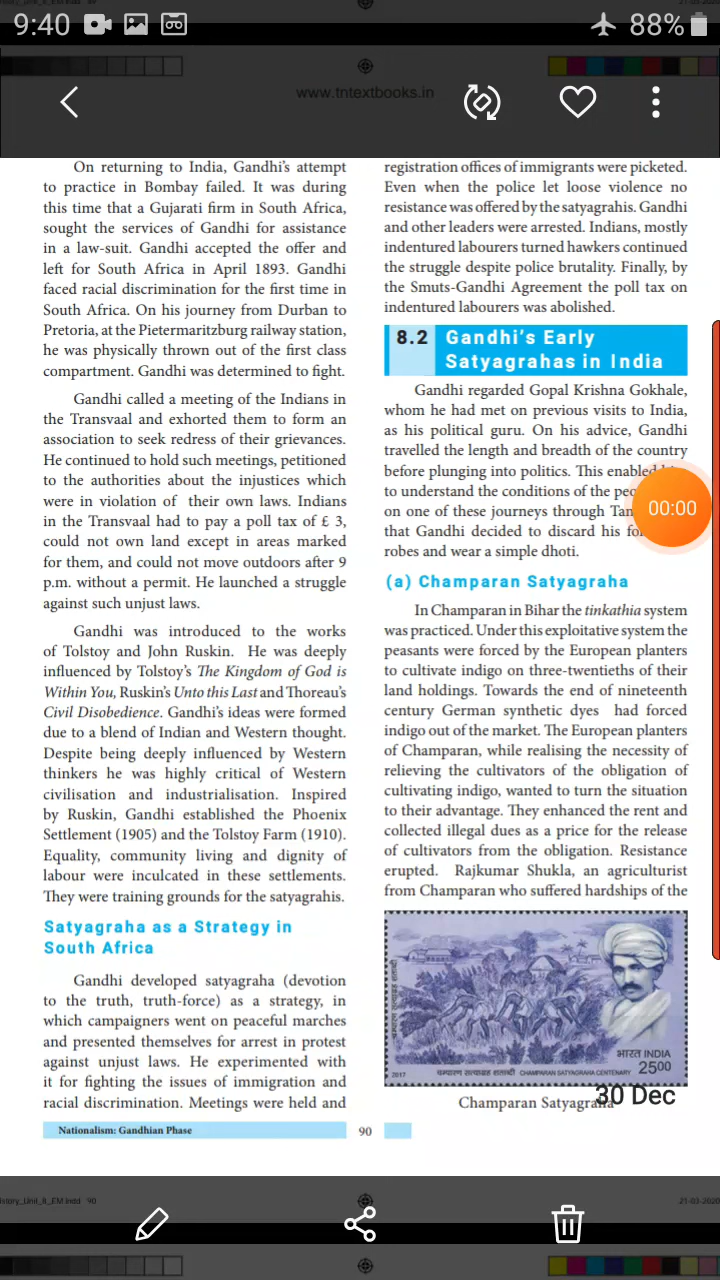 9:40
88%
www.tntextbooks.in
On returning to India, Gandhi's attempt
to practice in Bombay failed. It was during
this time that a Gujarati firm in South Africa,
sought the services of Gandhi for assistance
in a law-suit. Gandhi accepted the offer and
left for South Africa in April 1893. Gandhi
faced racial discrimination for the first time in
South Africa. On his journey from Durban to
Pretoria, at the Pietermaritzburg railway station,
he was physically thrown out of the first class
compartment. Gandhi was determined to fight.
Gandhi called a meeting of the Indians in
the Transvaal and exhorted them to form an
association to seek redress of their grievances.
He continued to hold such meetings, petitioned
to the authorities about the injustices which
were in violation of their own laws. Indians
in the Transvaal had to pay a poll tax of £ 3,
could not own land except in areas marked
for them, and could not move outdoors after 9
p.m. without a permit. He launched a struggle
against such unjust laws.
Gandhi was introduced to the works
of Tolstoy and John Ruskin. He was deeply
influenced by Tolstoy's The Kingdom of God is
Within You, Ruskin's Unto this Last and Thoreau's
Civil Disobedience. Gandhi's ideas were formed
due to a blend of Indian and Western thought.
Despite being deeply influenced by Western
thinkers he was highly critical of Western
civilisation and industrialisation. Inspired
by Ruskin, Gandhi established the Phoenix
Settlement (1905) and the Tolstoy Farm (1910).
Equality, community living and dignity of
labour were inculcated in these settlements.
They were training grounds for the satyagrahis.
Satyagraha as a Strategy in
South Africa
Gandhi developed satyagraha (devotion
to the truth, truth-force) as a strategy, in
which campaigners went on peaceful marches
and presented themselves for arrest in protest
against unjust laws. He experimented with
it for fighting the issues of immigration and
racial discrimination. Meetings were held and
registration offices of immigrants were picketed.
Even when the police let loose violence no
resistance was offered by the satyagrahis. Gandhi
and other leaders were arrested. Indians, mostly
indentured labourers turned hawkers continued
the struggle despite police brutality. Finally, by
the Smuts-Gandhi Agreement the poll tax on
indentured labourers was abolished.
8.2 Gandhi's Early
Satyagrahas in India
Gandhi regarded Gopal Krishna Gokhale,
whom he had met on previous visits to India,
as his political guru. On his advice, Gandhi
travelled the length and breadth of the country
before plunging into politics. This enabled
to understand the conditions of the
on one of these journeys through
that Gandhi decided to discard his
robes and wear a simple dhoti.
00:00
(a) Champaran Satyagraha
In Champaran in Bihar the tinkathia system
was practiced. Under this exploitative system the
peasants were forced by the European planters
to cultivate indigo on three-twentieths of their
land holdings. Towards the end of nineteenth
century German synthetic dyes had forced
indigo out of the market. The European planters
of Champaran, while realising the necessity of
relieving the cultivators of the obligation of
cultivating indigo, wanted to turn the situation
to their advantage. They enhanced the rent and
collected illegal dues as a price for the release
of cultivators from the obligation. Resistance
erupted. Rajkumar Shukla, an agriculturist
from Champaran who suffered hardships of the
भारत INDIA
2500
2017 चम्पारण सत्याग्रह शताब्दी CHAMPARAN SATYAGRAHA CENTENARY
Champaran Satyagraha
30 Dec
Nationalism: Gandhian Phase
90
21-03-2020